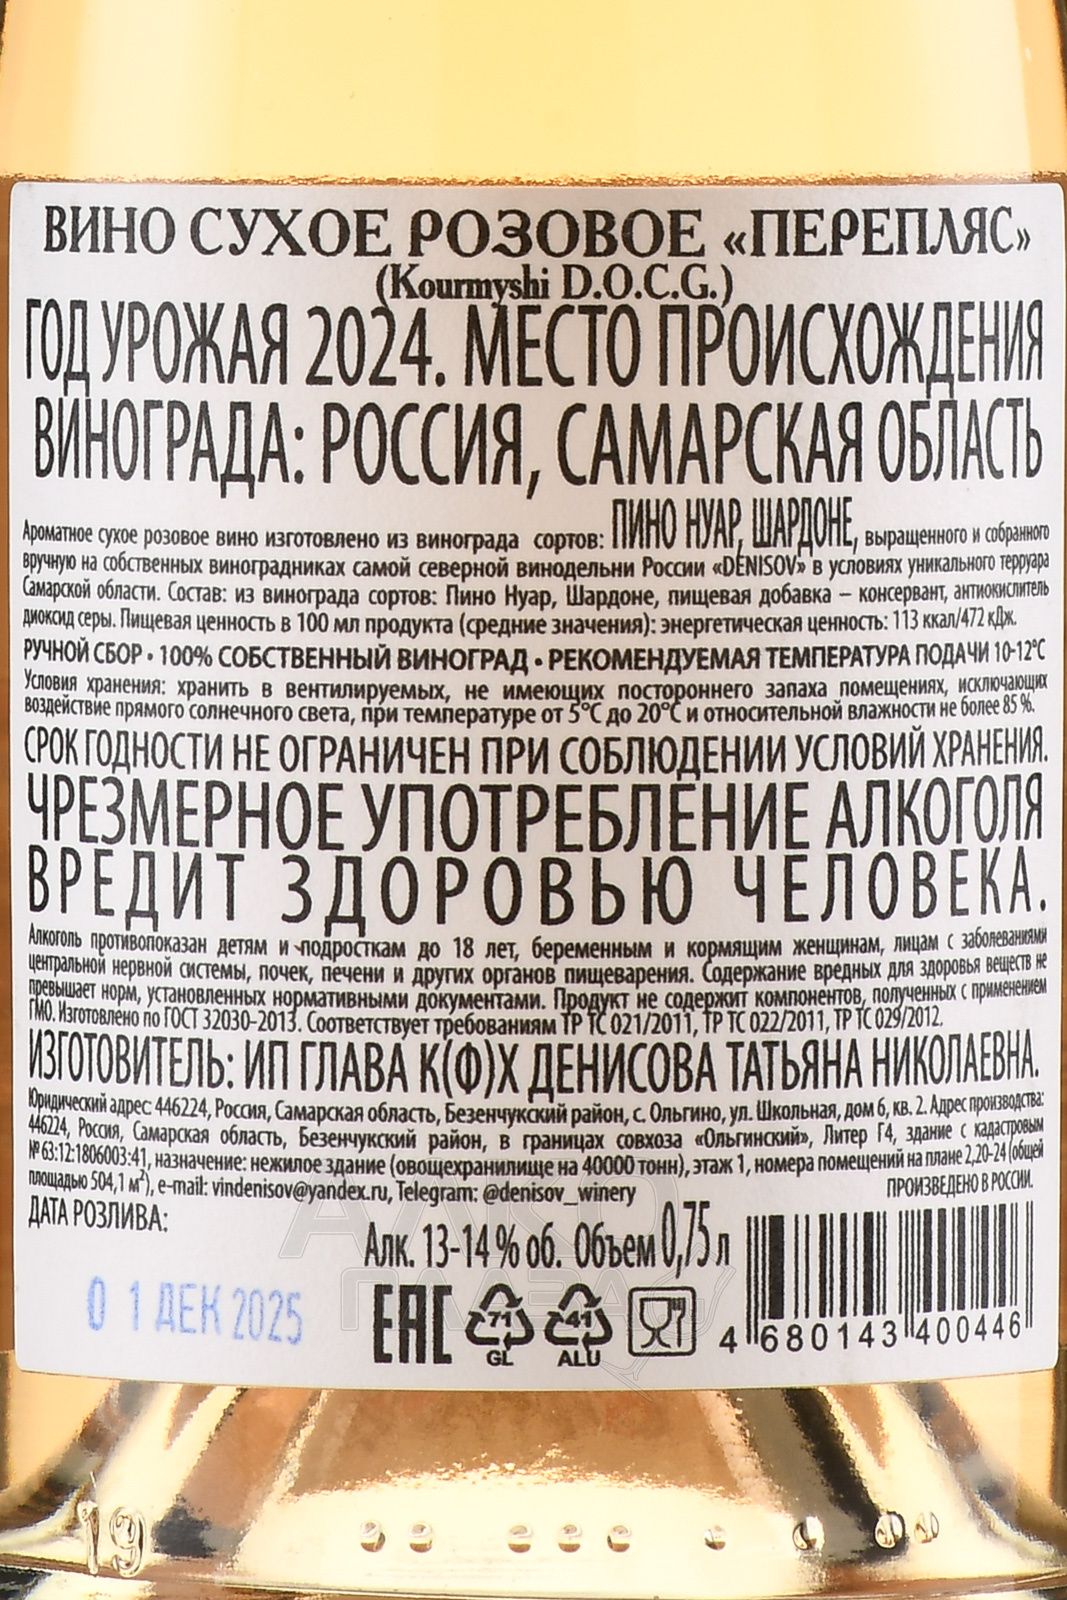 ВИНО СУХОЕ РОЗОВОЕ «ПЕРЕПЛЯС»
(Kourmyshi D.O.C.G.)
ГОД УРОЖАЯ 2024. МЕСТО ПРОИСХОЖДЕНИЯ
ВИНОГРАДА: РОССИЯ, САМАРСКАЯ ОБЛАСТЬ
Ароматное сухое розовое вино изготовлено из винограда сортов: ПИНО НУАР, ШАРДОНЕ, выращенного и собранного
вручную на собственных виноградниках самой северной винодельни России «DENISOV» в условиях уникального терруара
Самарской области. Состав: из винограда сортов: Пино Нуар, Шардоне, пищевая добавка – консервант, антиокислитель
диоксид серы. Пищевая ценность в 100 мл продукта (средние значения): энергетическая ценность: 113 ккал/472 кДж.
РУЧНОЙ СБОР • 100% СОБСТВЕННЫЙ ВИНОГРАД • РЕКОМЕНДУЕМАЯ ТЕМПЕРАТУРА ПОДАЧИ 10-12°С
Условия хранения: хранить в вентилируемых, не имеющих постороннего запаха помещениях, исключающих
воздействие прямого солнечного света, при температуре от 5°С до 20°С и относительной влажности не более 85 %.
СРОК ГОДНОСТИ НЕ ОГРАНИЧЕН ПРИ СОБЛЮДЕНИИ УСЛОВИЙ ХРАНЕНИЯ.
ЧРЕЗМЕРНОЕ УПОТРЕБЛЕНИЕ АЛКОГОЛЯ
ВРЕДИТ ЗДОРОВЬЮ ЧЕЛОВЕКА.
Алкоголь противопоказан детям и подросткам до 18 лет, беременным и кормящим женщинам, лицам с заболеваниями
центральной нервной системы, почек, печени и других органов пищеварения. Содержание вредных для здоровья веществ не
превышает норм, установленных нормативными документами. Продукт не содержит компонентов, полученных с применением
ГМО. Изготовлено по ГОСТ 32030-2013. Соответствует требованиям ТР ТС 021/2011, ТР ТС 022/2011, ТР ТС 029/2012.
ИЗГОТОВИТЕЛЬ: ИП ГЛАВА К(Ф)Х ДЕНИСОВА ТАТЬЯНА НИКОЛАЕВНА.
Юридический адрес: 446224, Россия, Самарская область, Безенчукский район, с. Ольгино, ул. Школьная, дом 6, кв. 2. Адрес производства:
446224, Россия, Самарская область, Безенчукский район, в границах совхоза «Ольгинский», Литер Г4, здание с кадастровым
№ 63:12:1806003:41, назначение: нежилое здание (овощехранилище на 40000 тонн), этаж 1, номера помещений на плане 2,20-24 (общей
площадью 504,1 м²), e-mail: vindenisov@yandex.ru, Telegram: @denisov_winery
ПРОИЗВЕДЕНО В РОССИИ.
ДАТА РОЗЛИВА:
Алк. 13-14 % об. Объем 0,75 л
0 1 ДЕК 2025
EAC
71
GL
41
ALU
4 680143 400446
АЛКО
ПЛАЗА
19